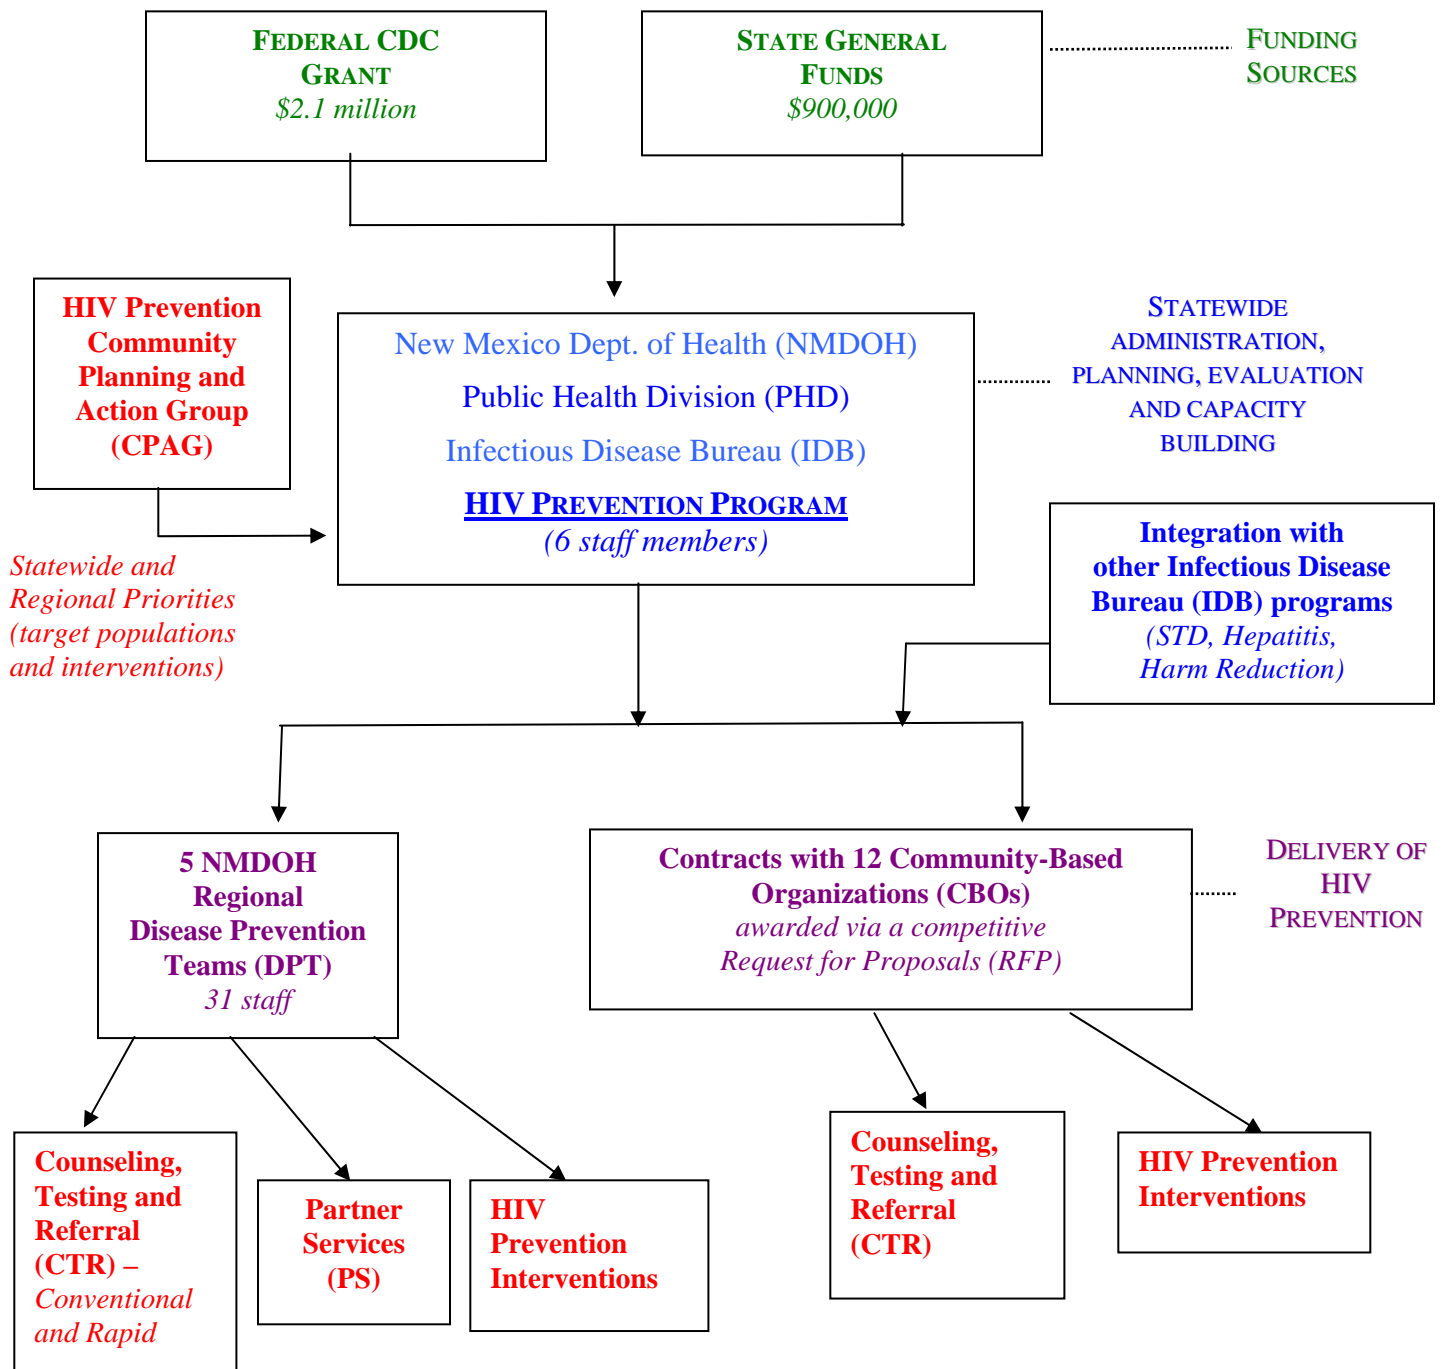 FEDERAL CDC
GRANT
$2.1 million
STATE GENERAL
FUNDS
$900,000
FUNDING
SOURCES
HIV Prevention
Community
Planning and
Action Group
(CPAG)
New Mexico Dept. of Health (NMDOH)
Public Health Division (PHD)
Infectious Disease Bureau (IDB)
HIV PREVENTION PROGRAM
(6 staff members)
STATEWIDE
ADMINISTRATION,
PLANNING, EVALUATION
AND CAPACITY
BUILDING
Statewide and
Regional Priorities
(target populations
and interventions)
Integration with
other Infectious Disease
Bureau (IDB) programs
(STD, Hepatitis,
Harm Reduction)
5 NMDOH
Regional
Disease Prevention
Teams (DPT)
31 staff
Contracts with 12 Community-Based
Organizations (CBOs)
awarded via a competitive
Request for Proposals (RFP)
DELIVERY OF
HIV
PREVENTION
Counseling,
Testing and
Referral
(CTR) –
Conventional
and Rapid
Partner
Services
(PS)
HIV
Prevention
Interventions
Counseling,
Testing and
Referral
(CTR)
HIV Prevention
Interventions